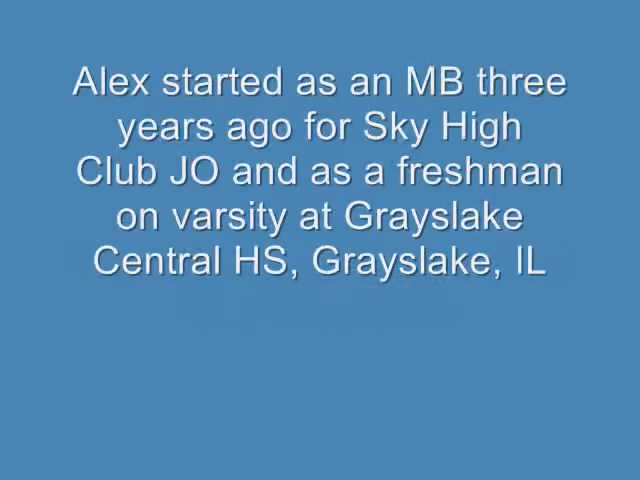 Alex started as an MB three
years ago for Sky High
Club JO and as a freshman
on varsity at Grayslake
Central HS, Grayslake, IL